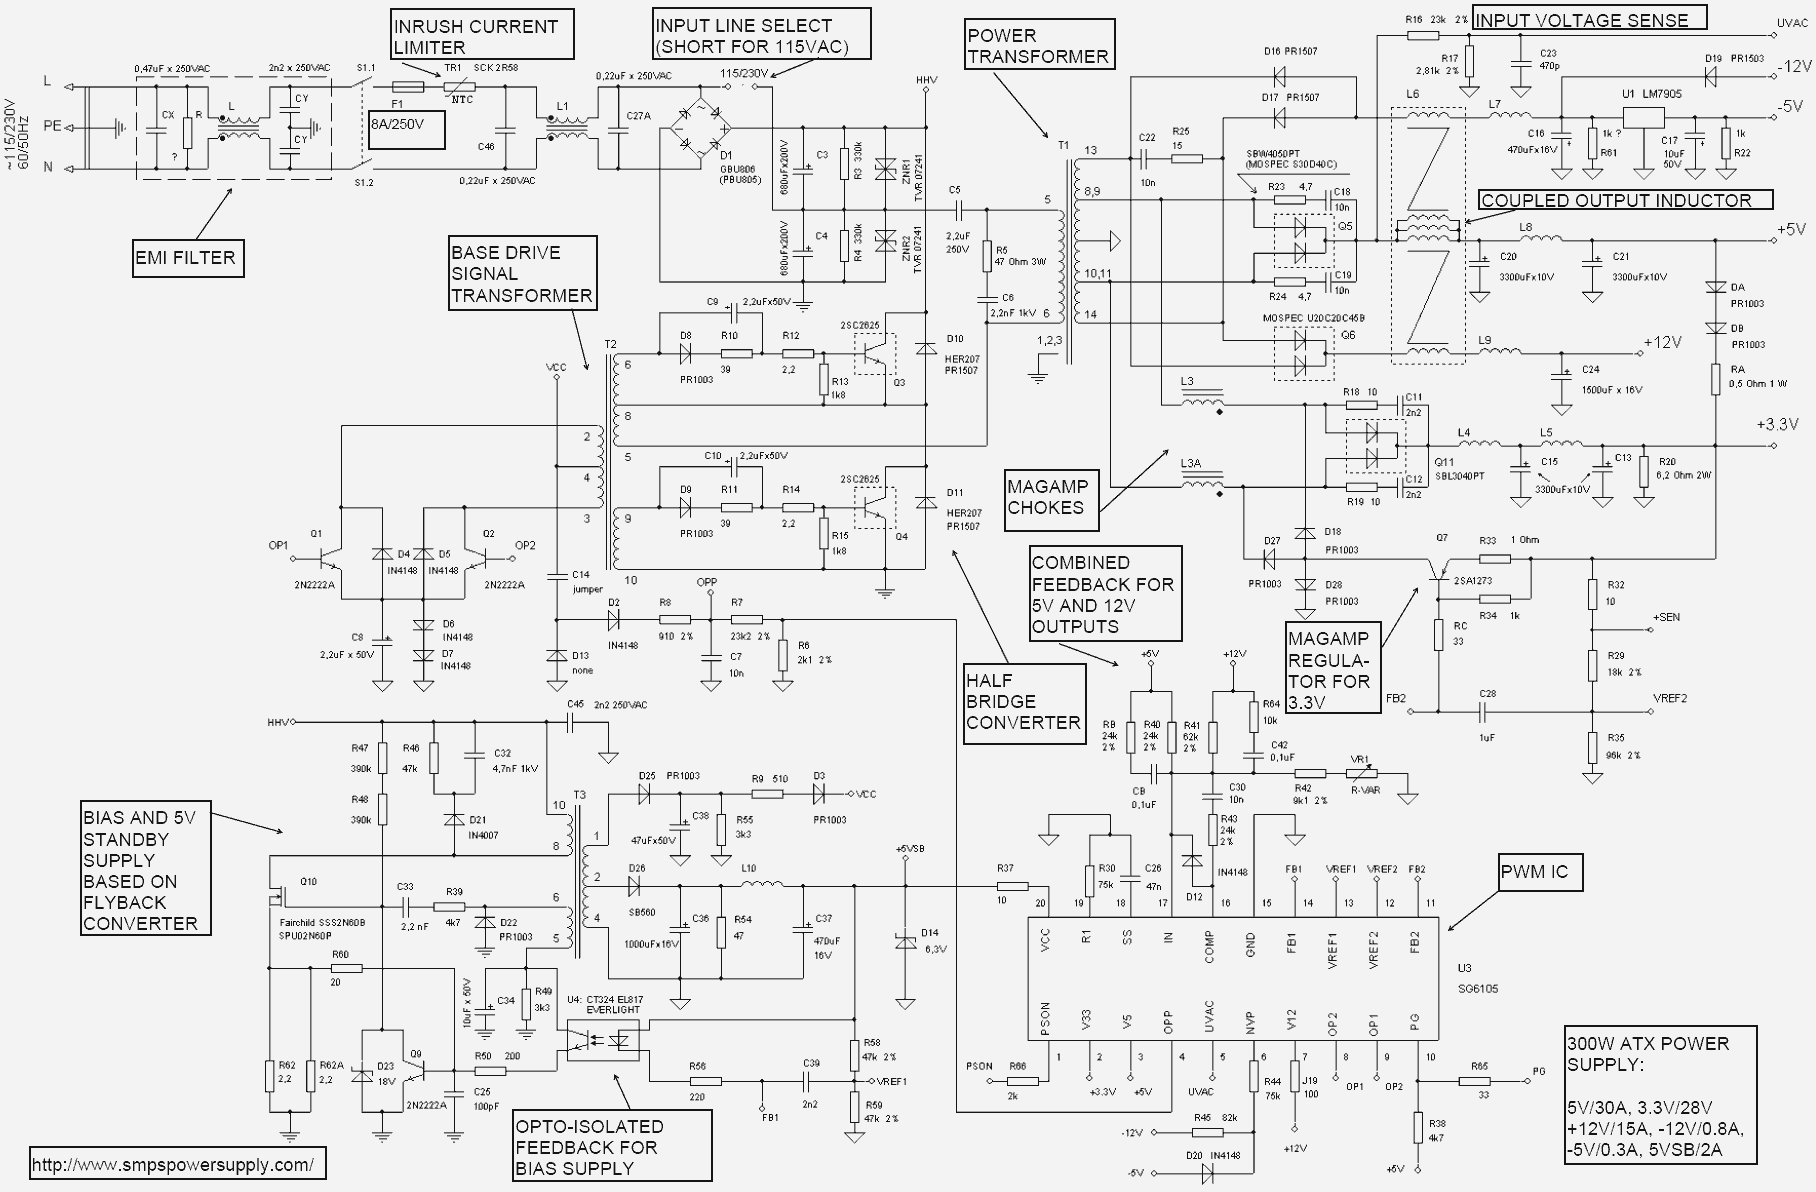 INRUSH CURRENT
LIMITER
INPUT LINE SELECT
(SHORT FOR 115VAC)
POWER
TRANSFORMER
R16 23k 2%
INPUT VOLTAGE SENSE
UVAC
0,47uF x 250VAC
2n2 x 250VAC
S1.1
TR1
SCK 2R58
NTC
0,22uF x 250VAC
115/230V
HHV
D16 PR1507
R17
2,81k 2%
C23
470p
D19 PR1503
-12V
L
PE
N
~115/230V
60/50Hz
CX
R
?
L
CY
CY
F1
8A/250V
S1.2
C46
0,22uF x 250VAC
L1
C27A
D1
GBU806
(PBU805)
D17 PR1507
L6
L7
U1 LM7905
-5V
C16
470uFx16V
1k ?
R61
C17
10uF
50V
1k
R22
C3
680uFx200V
R3 330k
ZNR1
TVR 07241
C4
680uFx200V
R4 330k
ZNR2
TVR 07241
C5
2,2uF
250V
R5
47 Ohm 3W
C6
2,2nF 1kV
T1
5
6
1,2,3
13
8,9
10,11
14
C22
10n
R25
15
SBW4050PT
(MOSPEC S30D40C)
R23 4,7
C18
10n
Q5
C19
10n
R24 4,7
MOSPEC U20C20C45B
Q6
COUPLED OUTPUT INDUCTOR
L8
+5V
C20
3300uFx10V
C21
3300uFx10V
DA
PR1003
DB
PR1003
RA
0,5 Ohm 1 W
L9
+12V
C24
1500uF x 16V
EMI FILTER
BASE DRIVE
SIGNAL
TRANSFORMER
C9
2,2uFx50V
T2
6
8
5
9
10
2
4
3
D8
PR1003
R10
39
R12
2,2
R13
1k8
2SC2625
Q3
D10
HER207
PR1507
VCC
C10
2,2uFx50V
D9
PR1003
R11
39
R14
2,2
R15
1k8
2SC2625
Q4
D11
HER207
PR1507
L3
L3A
MAGAMP
CHOKES
R18 10
C11
2n2
Q11
SBL3040PT
R19 10
C12
2n2
L4
L5
+3.3V
C15
C13
3300uFx10V
R20
6,2 Ohm 2W
OP1
Q1
2N2222A
D4
IN4148
D5
IN4148
Q2
2N2222A
OP2
C8
2,2uF x 50V
D6
IN4148
D7
IN4148
C14
jumper
D2
IN4148
D13
none
R8
910 2%
OPP
R7
23k2 2%
C7
10n
R6
2k1 2%
COMBINED
FEEDBACK FOR
5V AND 12V
OUTPUTS
D27
PR1003
D18
PR1003
D28
PR1003
Q7
2SA1273
R33 1 Ohm
R34 1k
RC
33
R32
10
+SEN
R29
18k 2%
VREF2
FB2
C28
1uF
R35
96k 2%
MAGAMP
REGULA-
TOR FOR
3.3V
HALF
BRIDGE
CONVERTER
+5V
+12V
RB
24k
2%
R40
24k
2%
R41
62k
2%
R64
10k
C42
0,1uF
CB
0,1uF
C30
10n
R43
24k
2%
R42
9k1 2%
VR1
R-VAR
HHV
C45
2n2 250VAC
R47
390k
R46
47k
C32
4,7nF 1kV
R48
390k
D21
IN4007
BIAS AND 5V
STANDBY
SUPPLY
BASED ON
FLYBACK
CONVERTER
T3
10
8
6
5
1
2
4
D25 PR1003
R9 510
D3
PR1003
VCC
C38
47uFx50V
R55
3k3
D26
SB560
L10
+5VSB
C36
1000uFx16V
R54
47
C37
470uF
16V
D14
6,3V
Q10
Fairchild SSS2N60B
SPU02N60P
C33
2,2 nF
R39
4k7
D22
PR1003
R60
20
C34
10uF x 50V
R49
3k3
U4: CT324 EL817
EVERLIGHT
R62
2,2
R62A
2,2
D23
18V
Q9
2N2222A
R50 200
C25
100pF
R56
220
C39
2n2
FB1
R58
47k 2%
VREF1
R59
47k 2%
OPTO-ISOLATED
FEEDBACK FOR
BIAS SUPPLY
R37
10
R30
75k
C26
47n
D12
IN4148
FB1
VREF1
VREF2
FB2
PWM IC
20 19 18 17 16 15 14 13 12 11
VCC R1 SS IN COMP GND FB1 VREF1 VREF2 FB2
U3
SG6105
PSON V33 V5 OPP UVAC NVP V12 OP2 OP1 PG
1 2 3 4 5 6 7 8 9 10
PSON
R66
2k
+3.3V
+5V
UVAC
R44
75k
J19
100
OP1
OP2
R65
33
PG
-12V
R45 82k
+12V
R38
4k7
+5V
-5V
D20 IN4148
300W ATX POWER
SUPPLY:
5V/30A, 3.3V/28V
+12V/15A, -12V/0.8A,
-5V/0.3A, 5VSB/2A
http://www.smpspowersupply.com/